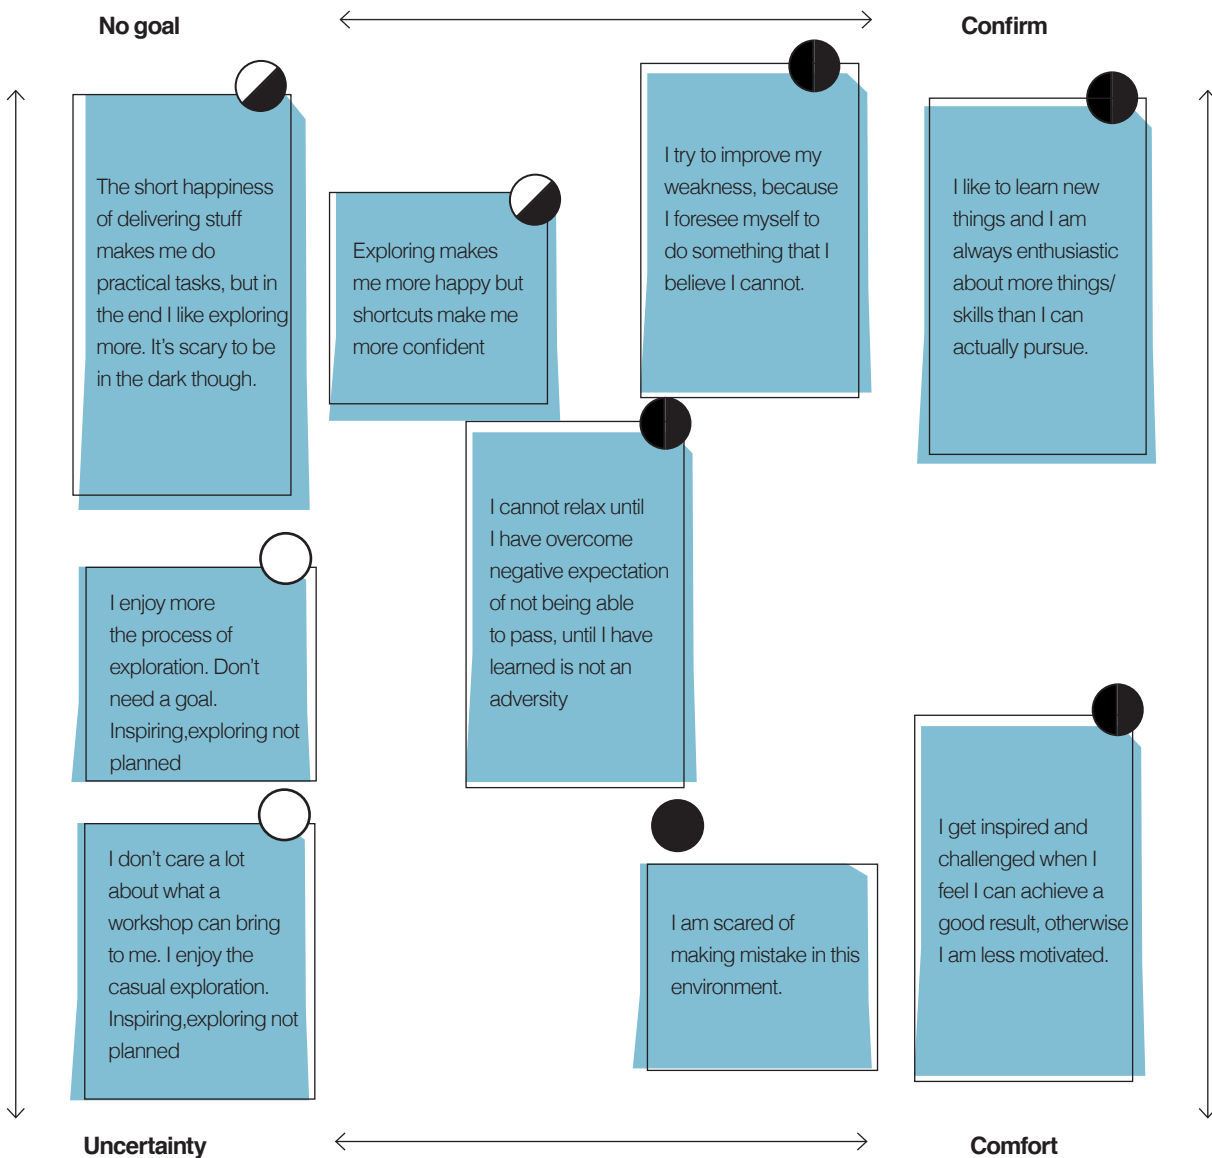 No goal
Confirm
The short happiness
of delivering stuff
makes me do
practical tasks, but in
the end I like exploring
more. It's scary to be
in the dark though.
Exploring makes
me more happy but
shortcuts make me
more confident
I try to improve my
weakness, because
I foresee myself to
do something that I
believe I cannot.
I like to learn new
things and I am
always enthusiastic
about more things/
skills than I can
actually pursue.
I cannot relax until
I have overcome
negative expectation
of not being able
to pass, until I have
learned is not an
adversity
I enjoy more
the process of
exploration. Don't
need a goal.
Inspiring,exploring not
planned
I don't care a lot
about what a
workshop can bring
to me. I enjoy the
casual exploration.
Inspiring,exploring not
planned
I am scared of
making mistake in this
environment.
I get inspired and
challenged when I
feel I can achieve a
good result, otherwise
I am less motivated.
Uncertainty
Comfort